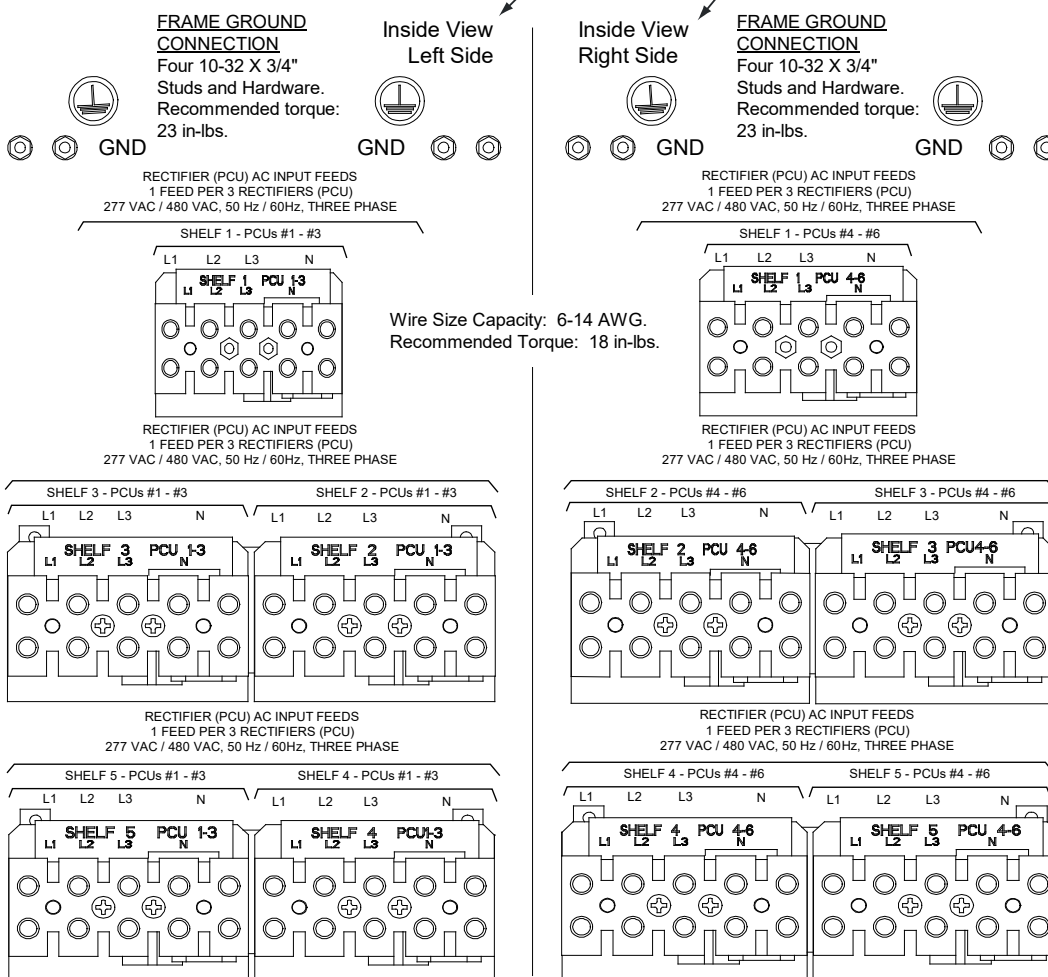 FRAME GROUND
CONNECTION
Four 10-32 X 3/4"
Studs and Hardware.
Recommended torque:
23 in-lbs.
Inside View
Left Side
GND
GND
RECTIFIER (PCU) AC INPUT FEEDS
1 FEED PER 3 RECTIFIERS (PCU)
277 VAC / 480 VAC, 50 Hz / 60Hz, THREE PHASE
SHELF 1 - PCUs #1 - #3
L1 L2 L3 N
SHELF 1 PCU 1-3
L1 L2 L3 N
RECTIFIER (PCU) AC INPUT FEEDS
1 FEED PER 3 RECTIFIERS (PCU)
277 VAC / 480 VAC, 50 Hz / 60Hz, THREE PHASE
SHELF 3 - PCUs #1 - #3
SHELF 2 - PCUs #1 - #3
L1 L2 L3 N
L1 L2 L3 N
SHELF 3 PCU 1-3
L1 L2 L3 N
SHELF 2 PCU 1-3
L1 L2 L3 N
RECTIFIER (PCU) AC INPUT FEEDS
1 FEED PER 3 RECTIFIERS (PCU)
277 VAC / 480 VAC, 50 Hz / 60Hz, THREE PHASE
SHELF 5 - PCUs #1 - #3
SHELF 4 - PCUs #1 - #3
L1 L2 L3 N
L1 L2 L3 N
SHELF 5 PCU 1-3
L1 L2 L3 N
SHELF 4 PCU1-3
L1 L2 L3 N
Wire Size Capacity: 6-14 AWG.
Recommended Torque: 18 in-lbs.
Inside View
Right Side
FRAME GROUND
CONNECTION
Four 10-32 X 3/4"
Studs and Hardware.
Recommended torque:
23 in-lbs.
GND
GND
RECTIFIER (PCU) AC INPUT FEEDS
1 FEED PER 3 RECTIFIERS (PCU)
277 VAC / 480 VAC, 50 Hz / 60Hz, THREE PHASE
SHELF 1 - PCUs #4 - #6
L1 L2 L3 N
SHELF 1 PCU 4-6
L1 L2 L3 N
RECTIFIER (PCU) AC INPUT FEEDS
1 FEED PER 3 RECTIFIERS (PCU)
277 VAC / 480 VAC, 50 Hz / 60Hz, THREE PHASE
SHELF 2 - PCUs #4 - #6
SHELF 3 - PCUs #4 - #6
L1 L2 L3 N
L1 L2 L3 N
SHELF 2 PCU 4-6
L1 L2 L3 N
SHELF 3 PCU4-6
L1 L2 L3 N
RECTIFIER (PCU) AC INPUT FEEDS
1 FEED PER 3 RECTIFIERS (PCU)
277 VAC / 480 VAC, 50 Hz / 60Hz, THREE PHASE
SHELF 4 - PCUs #4 - #6
SHELF 5 - PCUs #4 - #6
L1 L2 L3 N
L1 L2 L3 N
SHELF 4 PCU 4-6
L1 L2 L3 N
SHELF 5 PCU 4-6
L1 L2 L3 N